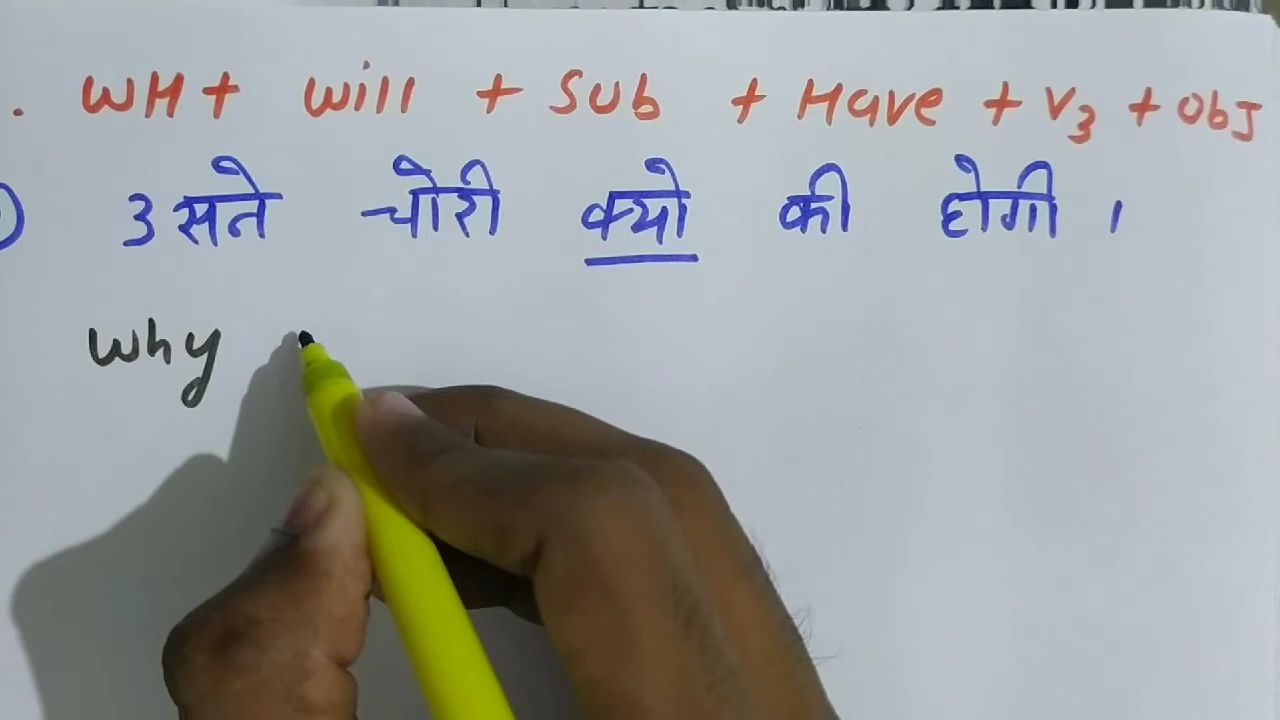 . WH + Will + Sub + Have + V3 + Obj
) उसने चोरी क्यो की होगी ।
Why